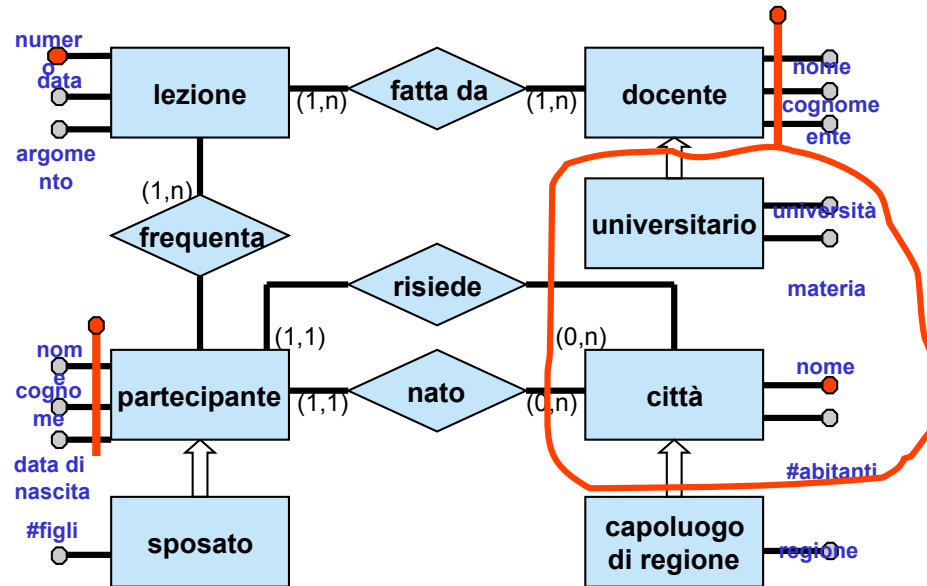 numer
o
data
argome
nto
lezione
(1,n)
fatta da
(1,n)
docente
nome
cognome
ente
(1,n)
frequenta
universitario
università
materia
risiede
(1,1)
(0,n)
nom
e
cogno
me
data di
nascita
partecipante
(1,1)
nato
(0,n)
città
nome
#abitanti
#figli
sposato
capoluogo
di regione
regione